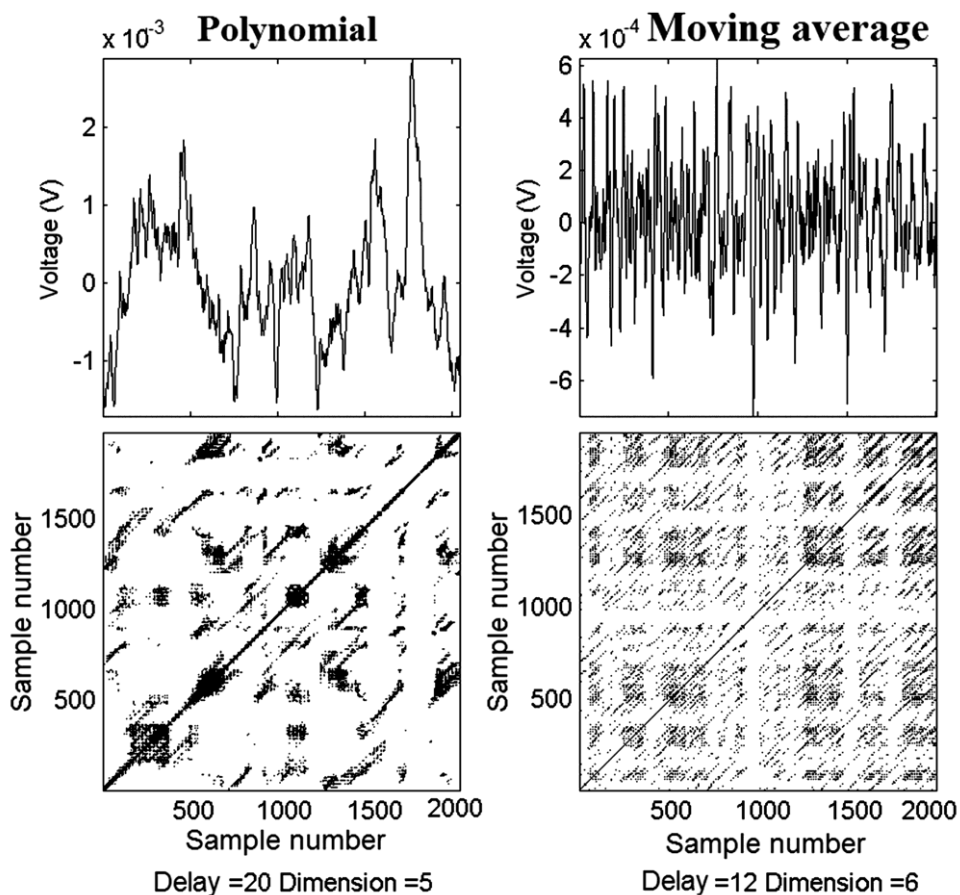 Polynomial
x 10⁻³
Voltage (V)
2
1
0
-1
Moving average
x 10⁻⁴
Voltage (V)
6
4
2
0
-2
-4
-6
Sample number
1500
1000
500
500 1000 1500 2000
Sample number
Delay =20 Dimension =5
Sample number
1500
1000
500
500 1000 1500 2000
Sample number
Delay =12 Dimension =6